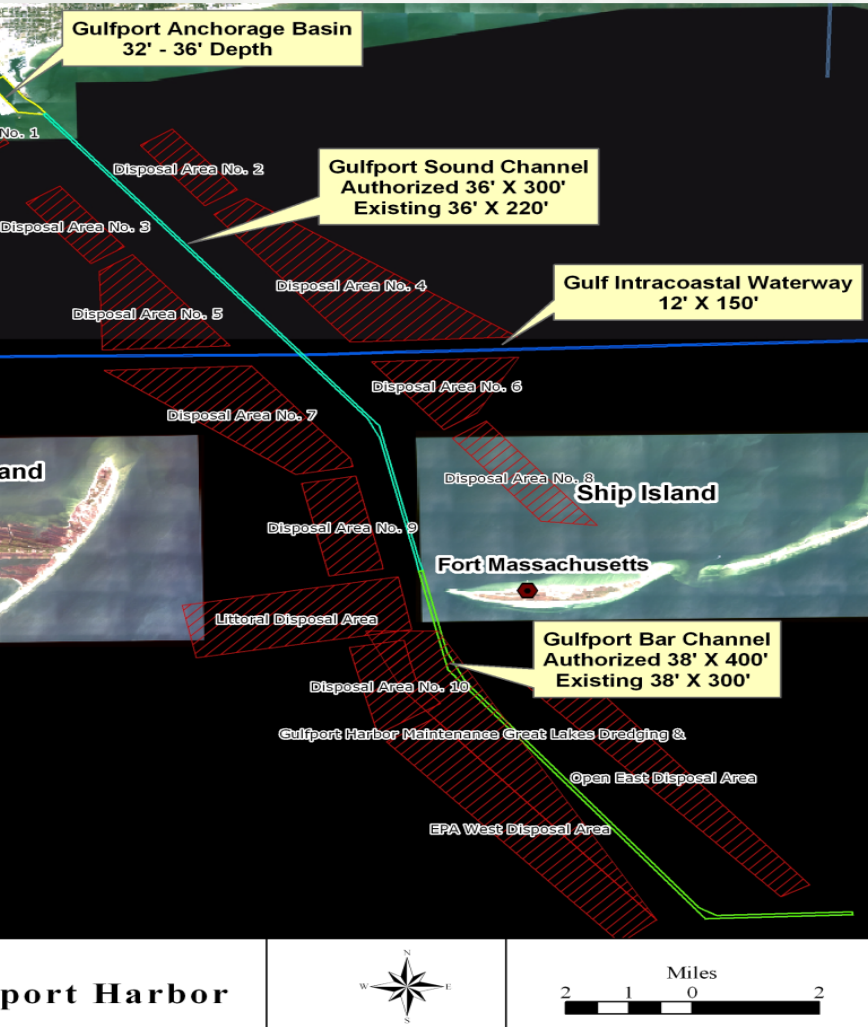 Gulfport Anchorage Basin
32' - 36' Depth
No. 1
Disposal Area No. 2
Gulfport Sound Channel
Authorized 36' X 300'
Existing 36' X 220'
Disposal Area No. 3
Disposal Area No. 4
Gulf Intracoastal Waterway
12' X 150'
Disposal Area No. 5
Disposal Area No. 6
Disposal Area No. 7
and
Disposal Area No. 8
Ship Island
Disposal Area No. 9
Fort Massachusetts
Littoral Disposal Area
Gulfport Bar Channel
Authorized 38' X 400'
Existing 38' X 300'
Disposal Area No. 10
Gulfport Harbor Maintenance Great Lakes Dredging &
Open East Disposal Area
EPA West Disposal Area
port Harbor
N
W E
S
Miles
2 1 0 2